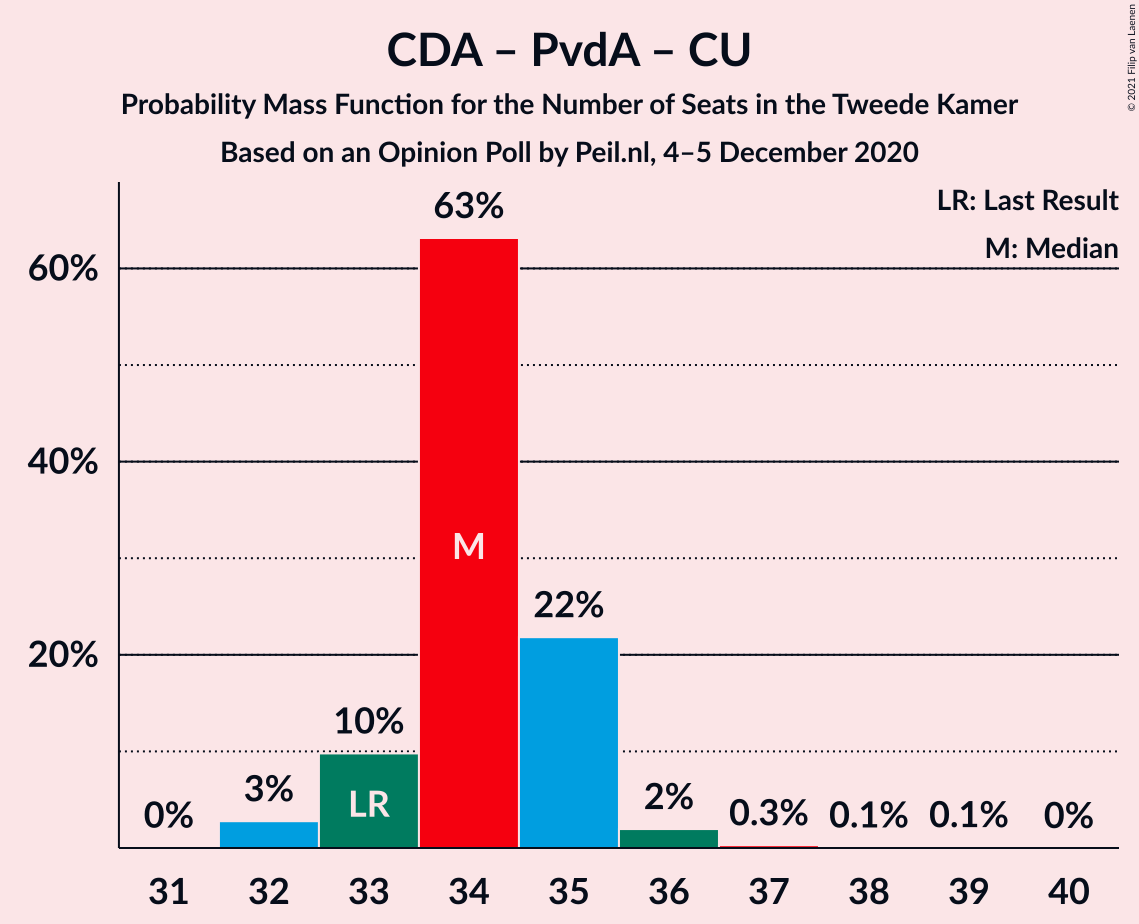 CDA – PvdA – CU
Probability Mass Function for the Number of Seats in the Tweede Kamer
Based on an Opinion Poll by Peil.nl, 4–5 December 2020
© 2021 Filip van Laenen
LR: Last Result
M: Median
60%
40%
20%
0%
3%
10%
63%
22%
2%
0.3%
0.1%
0.1%
0%
LR
M
31 32 33 34 35 36 37 38 39 40